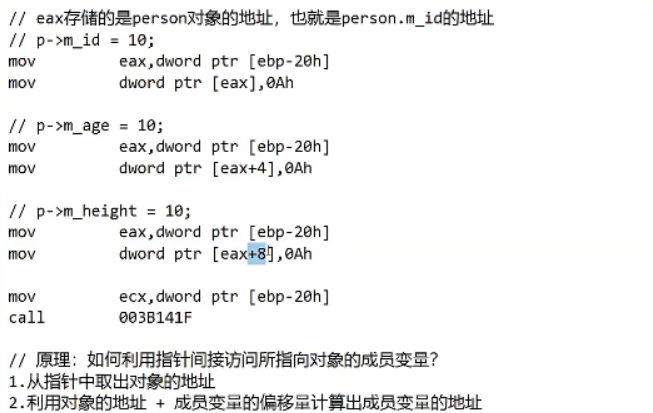 // eax存储的是person对象的地址，也就是person.m_id的地址
// p->m_id = 10;
mov eax,dword ptr [ebp-20h]
mov dword ptr [eax],0Ah
// p->m_age = 10;
mov eax,dword ptr [ebp-20h]
mov dword ptr [eax+4],0Ah
// p->m_height = 10;
mov eax,dword ptr [ebp-20h]
mov dword ptr [eax+8],0Ah
mov ecx,dword ptr [ebp-20h]
call 003B141F
// 原理：如何利用指针间接访问所指向对象的成员变量？
1.从指针中取出对象的地址
2.利用对象的地址 + 成员变量的偏移量计算出成员变量的地址